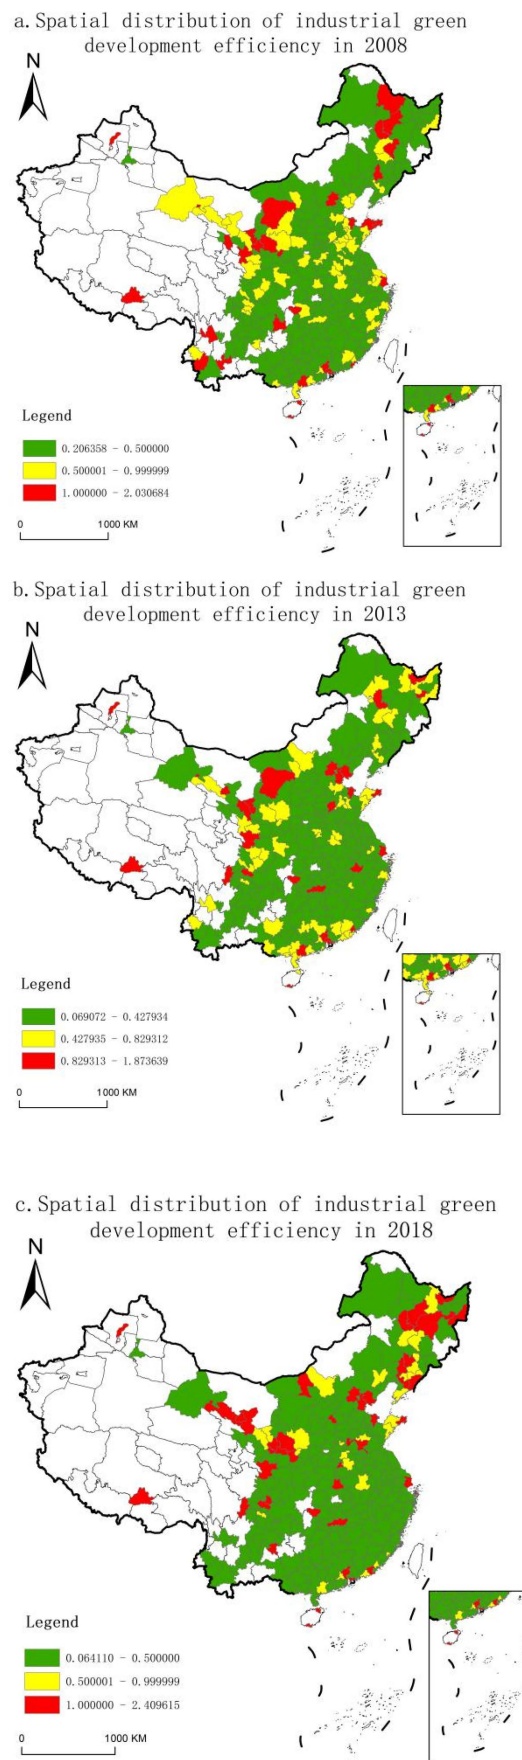 a. Spatial distribution of industrial green
development efficiency in 2008
N
Legend
0.206358 - 0.500000
0.500001 - 0.999999
1.000000 - 2.030684
0 1000 KM
b. Spatial distribution of industrial green
development efficiency in 2013
N
Legend
0.069072 - 0.427934
0.427935 - 0.829312
0.829313 - 1.873639
0 1000 KM
c. Spatial distribution of industrial green
development efficiency in 2018
N
Legend
0.064110 - 0.500000
0.500001 - 0.999999
1.000000 - 2.409615
0 1000 KM